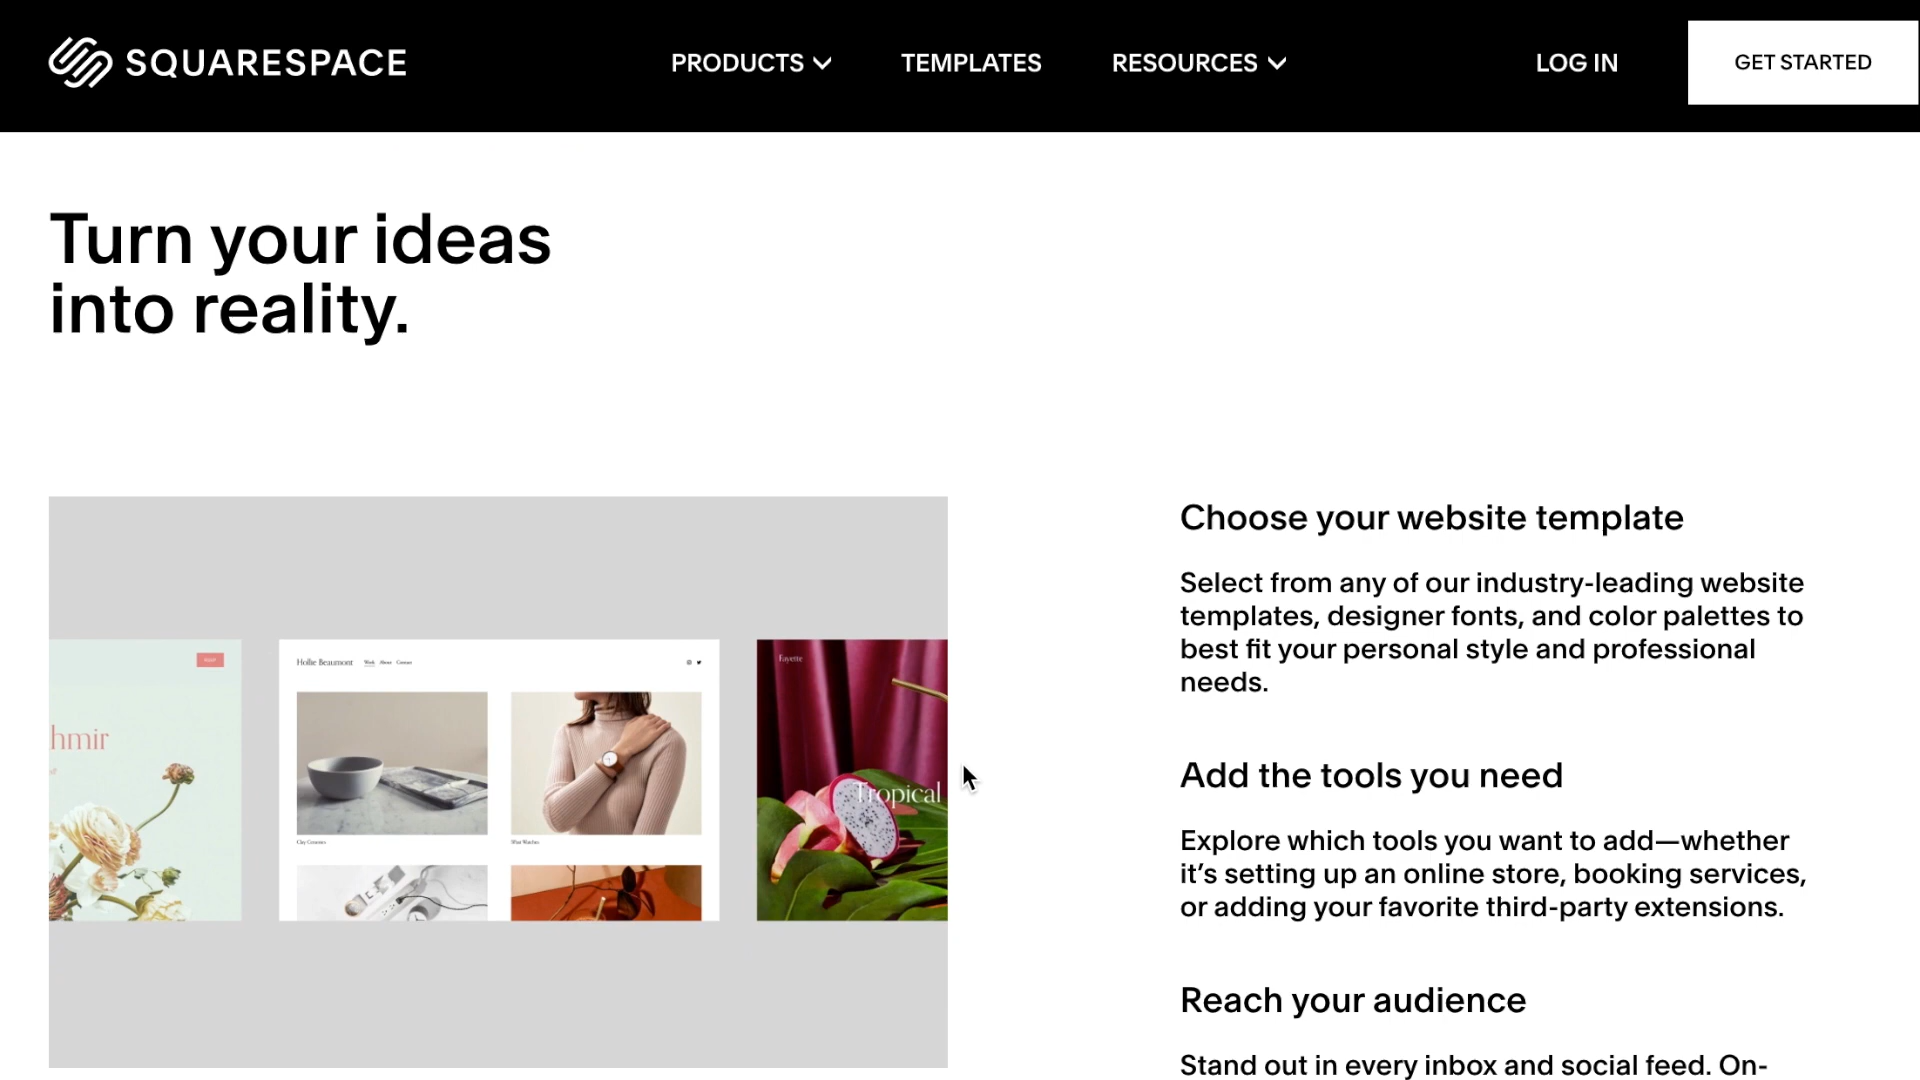 SQUARESPACE
PRODUCTS
TEMPLATES
RESOURCES
LOG IN
GET STARTED
Turn your ideas
into reality.
hmir
Hollie Beaumont
Work
About
Contact
Fayette
Tropical
Choose your website template
Select from any of our industry-leading website
templates, designer fonts, and color palettes to
best fit your personal style and professional
needs.
Add the tools you need
Explore which tools you want to add—whether
it’s setting up an online store, booking services,
or adding your favorite third-party extensions.
Reach your audience
Stand out in every inbox and social feed. On-